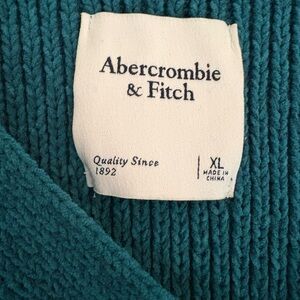 Abercrombie
& Fitch
Quality Since
1892
XL
MADE IN
CHINA